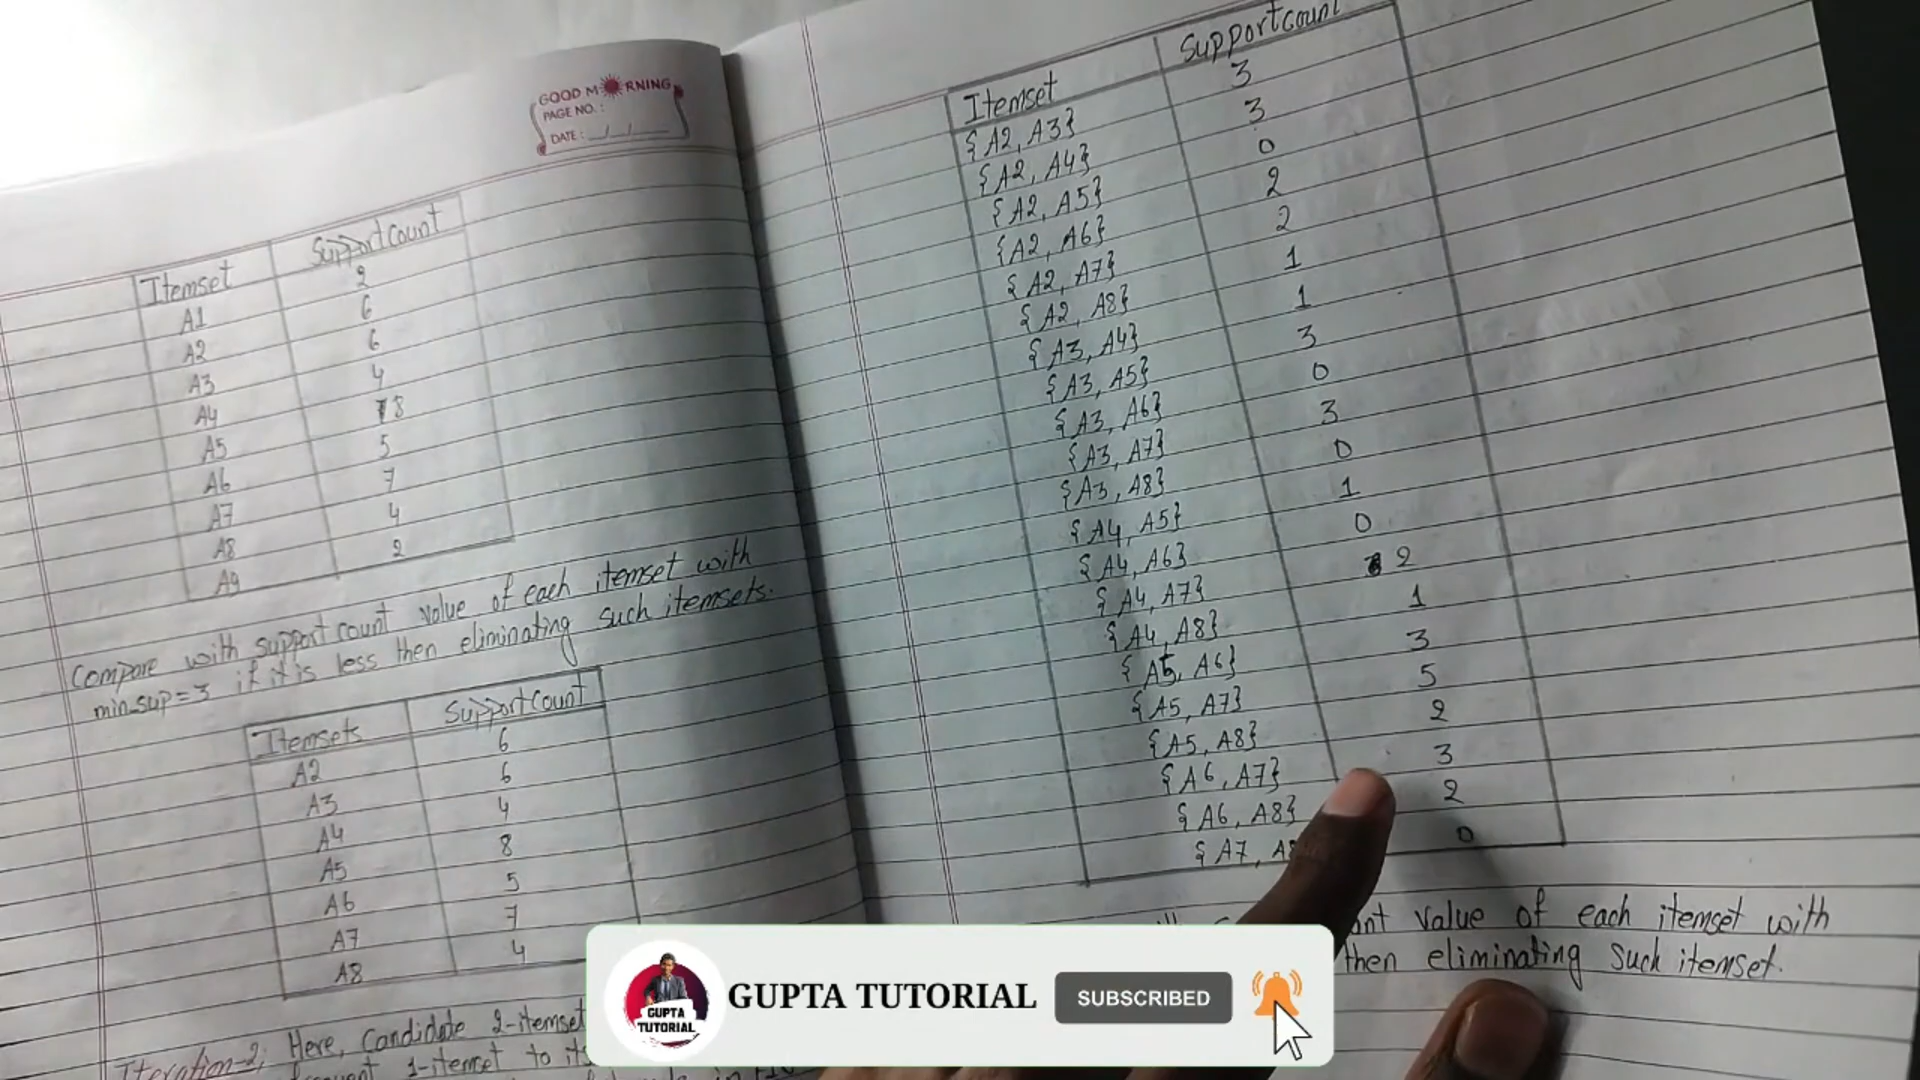 GOOD MORNING
PAGE NO. :
DATE : __/__/__
Itemset Support Count
A1 2
A2 6
A3 6
A4 4
A5 8
A6 5
A7 7
A8 4
A9 2
Compare with support count value of each itemset with
min_sup=3 if it is less then eliminating such itemsets.
Itemsets Support Count
A2 6
A3 6
A4 4
A5 8
A6 5
A7 7
A8 4
Iteration-2; Here, candidate 2-itemset
1-itemset to
Itemset Support Count
{A2, A3} 3
{A2, A4} 3
{A2, A5} 0
{A2, A6} 2
{A2, A7} 2
{A2, A8} 1
{A3, A4} 1
{A3, A5} 3
{A3, A6} 0
{A3, A7} 3
{A3, A8} 0
{A4, A5} 1
{A4, A6} 0
{A4, A7} 2
{A4, A8} 1
{A5, A6} 3
{A5, A7} 5
{A5, A8} 2
{A6, A7} 3
{A6, A8} 2
{A7, A8 0
value of each itemset with
then eliminating such itemset.
GUPTA TUTORIAL
GUPTA TUTORIAL
SUBSCRIBED